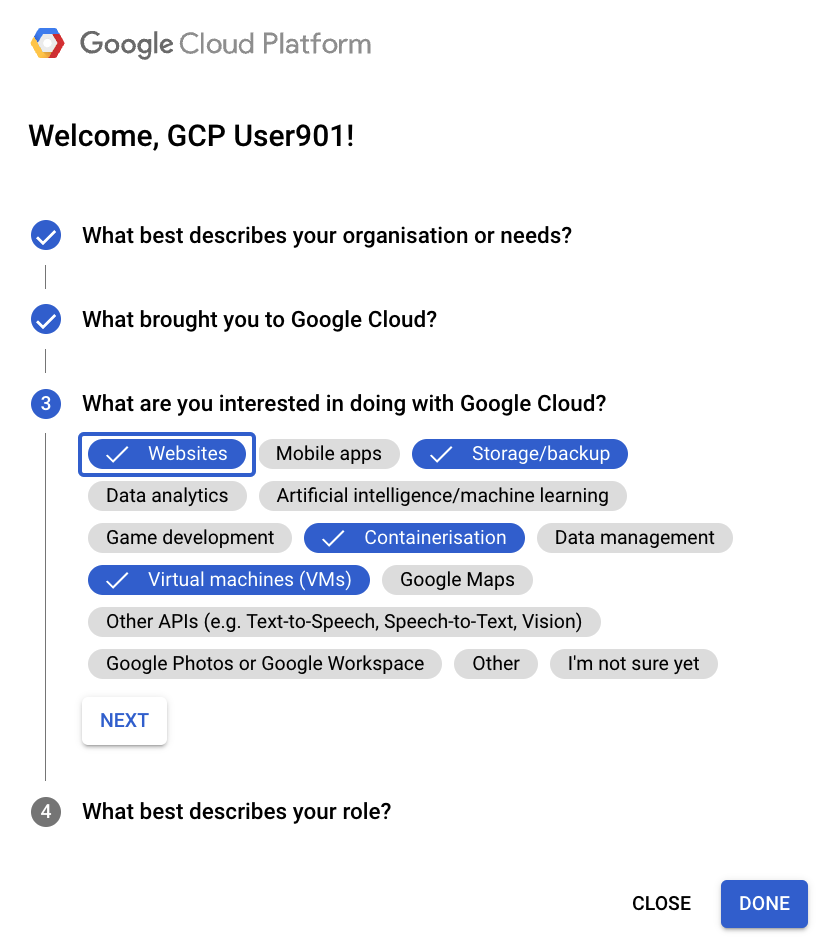 Google Cloud Platform
Welcome, GCP User901!
What best describes your organisation or needs?
What brought you to Google Cloud?
3 What are you interested in doing with Google Cloud?
Websites Mobile apps Storage/backup
Data analytics Artificial intelligence/machine learning
Game development Containerisation Data management
Virtual machines (VMs) Google Maps
Other APIs (e.g. Text-to-Speech, Speech-to-Text, Vision)
Google Photos or Google Workspace Other I'm not sure yet
NEXT
4 What best describes your role?
CLOSE DONE